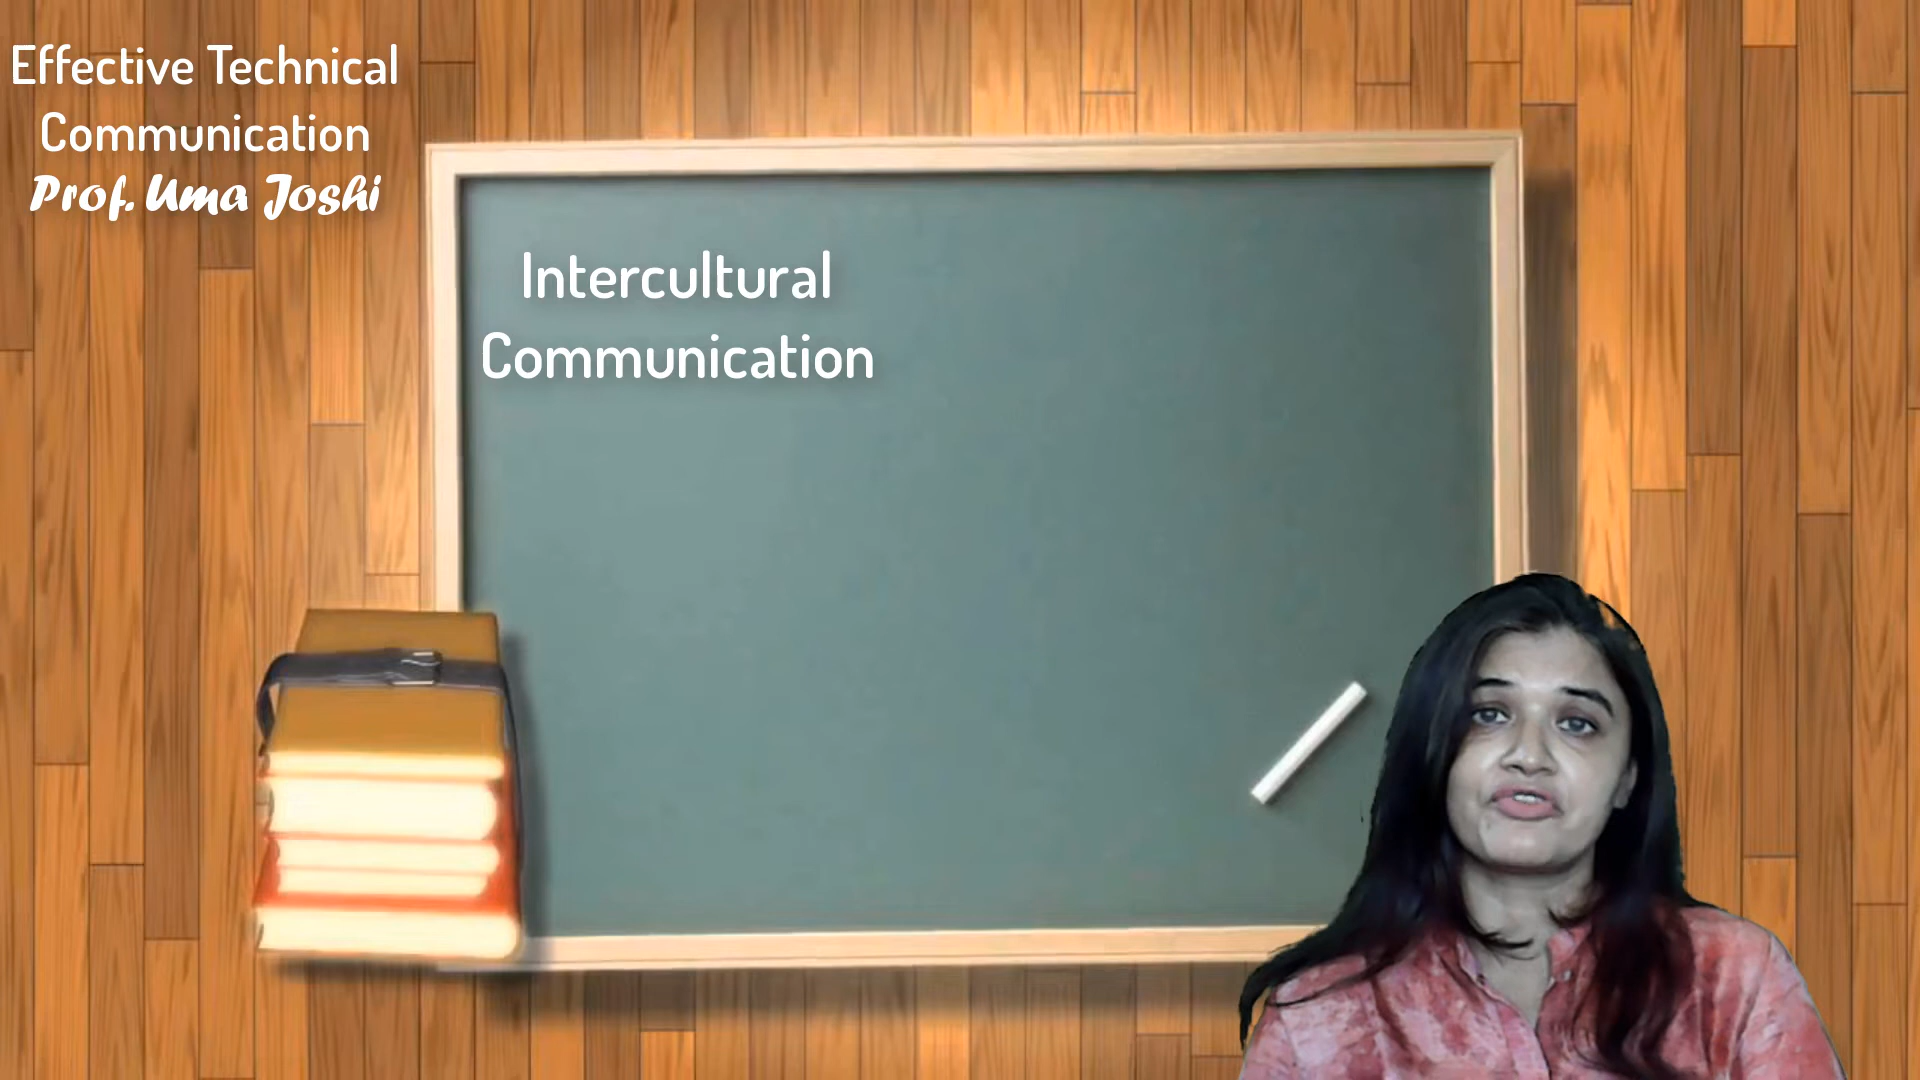 Effective Technical
Communication
Prof. Uma Joshi
Intercultural
Communication